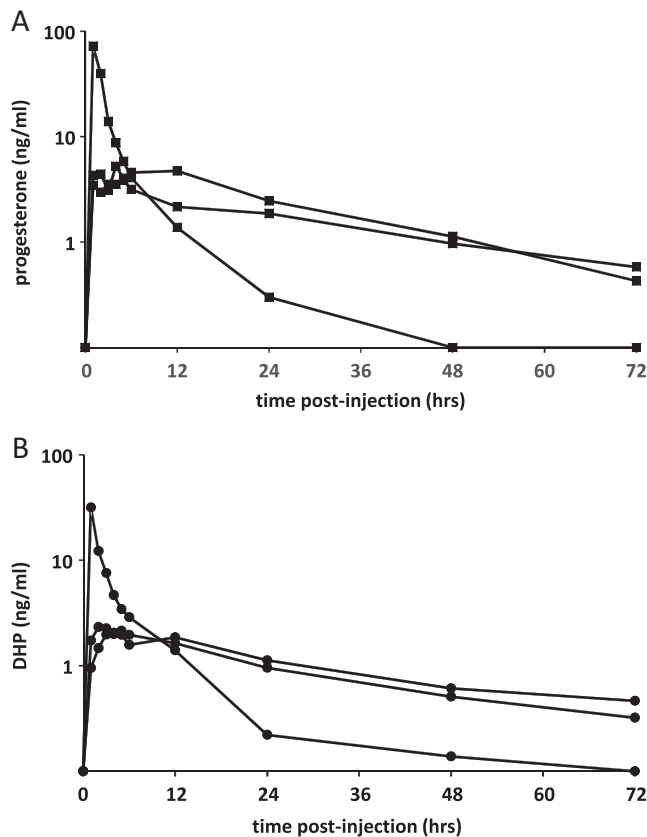 A
100
10
1
progesterone (ng/ml)
0 12 24 36 48 60 72
time post-injection (hrs)
B
100
10
1
DHP (ng/ml)
0 12 24 36 48 60 72
time post-injection (hrs)